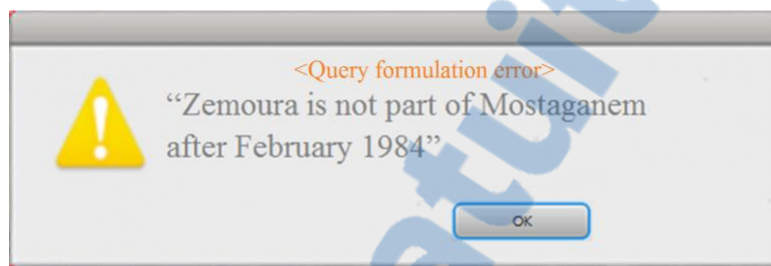 <Query formulation error>
“Zemoura is not part of Mostaganem
after February 1984”
OK